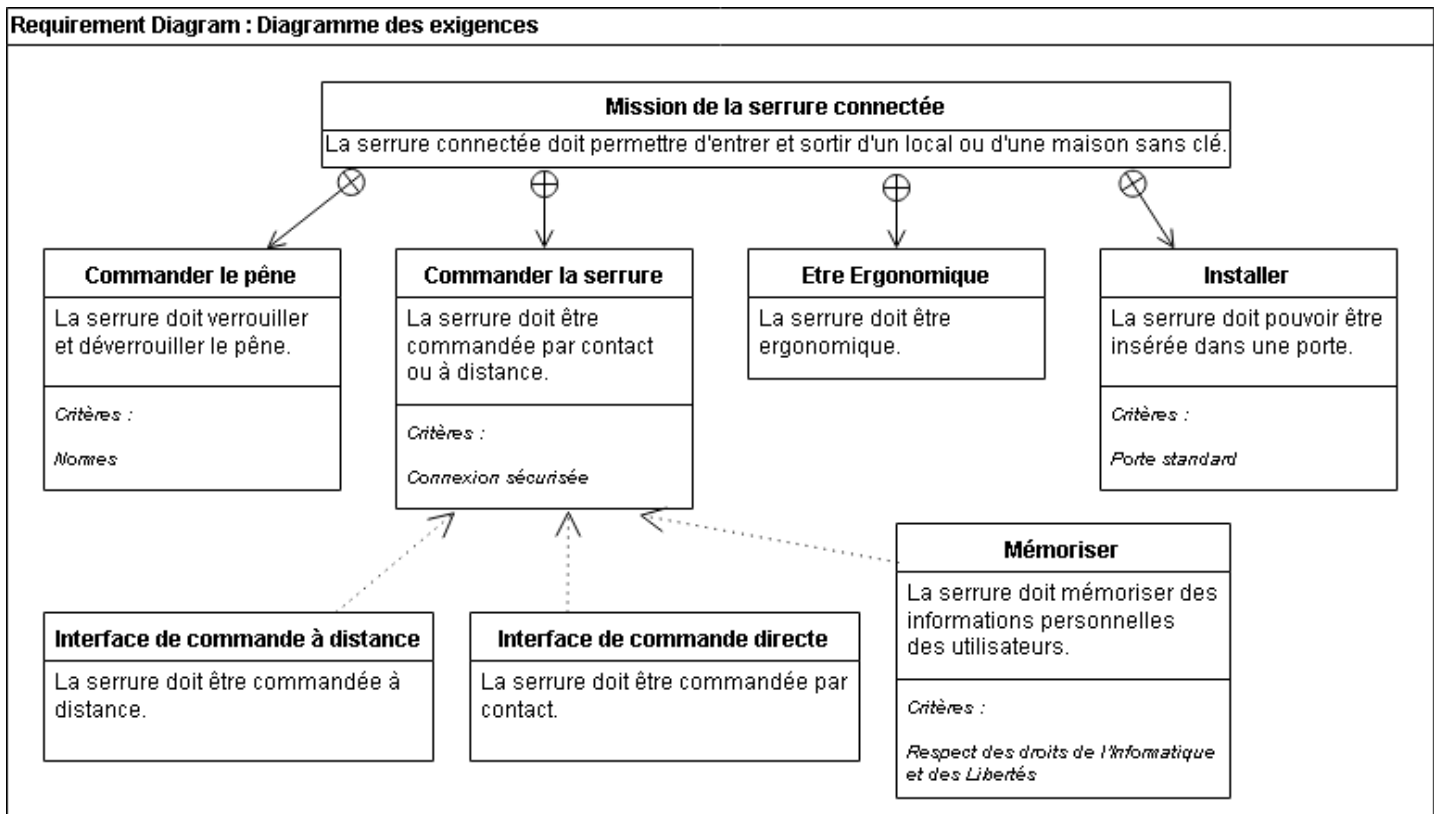 Requirement Diagram : Diagramme des exigences
Mission de la serrure connectée
La serrure connectée doit permettre d'entrer et sortir d'un local ou d'une maison sans clé.
Commander le pêne
La serrure doit verrouiller
et déverrouiller le pêne.
Critères :
Normes
Commander la serrure
La serrure doit être
commandée par contact
ou à distance.
Critères :
Connexion sécurisée
Etre Ergonomique
La serrure doit être
ergonomique.
Installer
La serrure doit pouvoir être
insérée dans une porte.
Critères :
Porte standard
Interface de commande à distance
La serrure doit être commandée à
distance.
Interface de commande directe
La serrure doit être commandée par
contact.
Mémoriser
La serrure doit mémoriser des
informations personnelles
des utilisateurs.
Critères :
Respect des droits de l'Informatique
et des Libertés